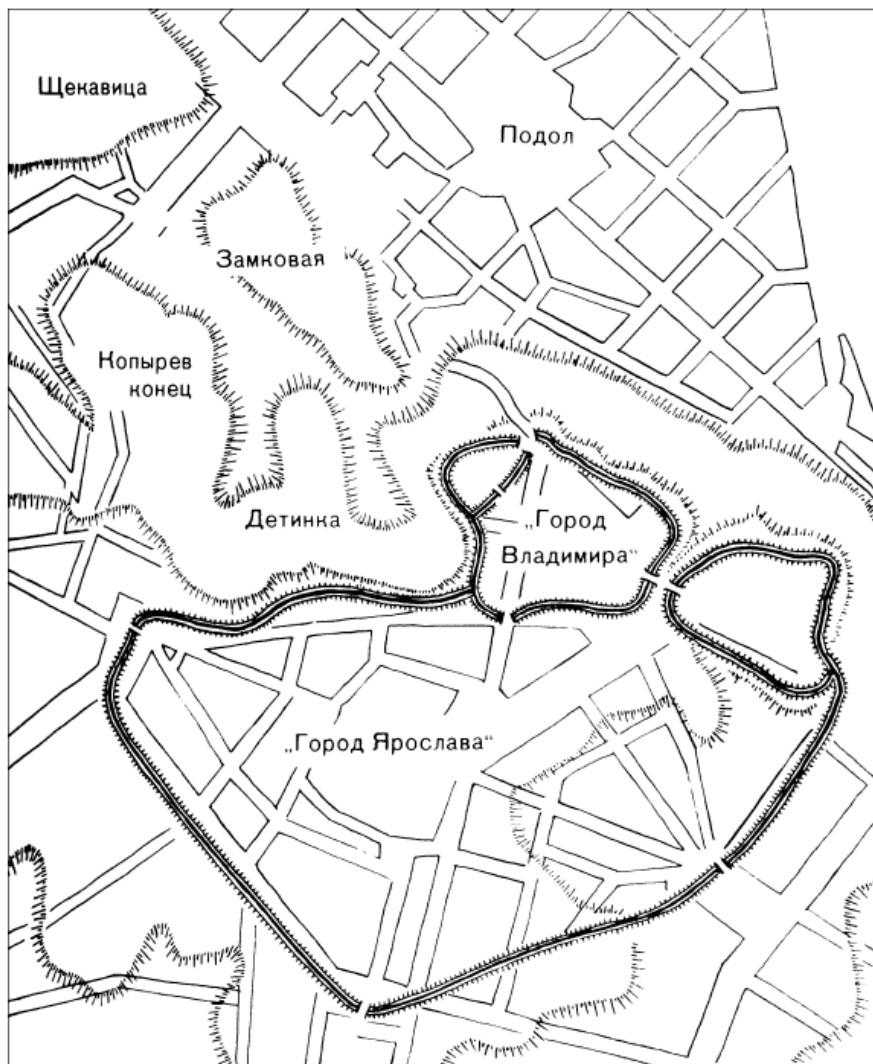 Щекавица
Подол
Замковая
Копырев
конец
Детинка
„Город
Владимира“
„Город Ярослава“